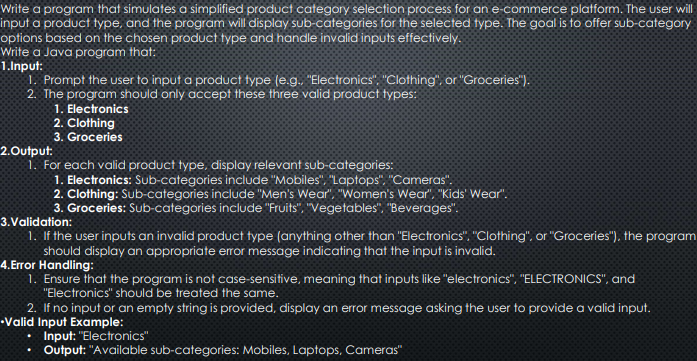 Write a program that simulates a simplified product category selection process for an e-commerce platform. The user will
input a product type, and the program will display sub-categories for the selected type. The goal is to offer sub-category
options based on the chosen product type and handle invalid inputs effectively.
Write a Java program that:
1.Input:
1. Prompt the user to input a product type (e.g., "Electronics", "Clothing", or "Groceries").
2. The program should only accept these three valid product types:
1. Electronics
2. Clothing
3. Groceries
2.Output:
1. For each valid product type, display relevant sub-categories:
1. Electronics: Sub-categories include "Mobiles", "Laptops", "Cameras".
2. Clothing: Sub-categories include "Men's Wear", "Women's Wear", "Kids' Wear".
3. Groceries: Sub-categories include "Fruits", "Vegetables", "Beverages".
3.Validation:
1. If the user inputs an invalid product type (anything other than "Electronics", "Clothing", or "Groceries"), the program
should display an appropriate error message indicating that the input is invalid.
4.Error Handling:
1. Ensure that the program is not case-sensitive, meaning that inputs like "electronics", "ELECTRONICS", and
"Electronics" should be treated the same.
2. If no input or an empty string is provided, display an error message asking the user to provide a valid input.
•Valid Input Example:
• Input: "Electronics"
• Output: "Available sub-categories: Mobiles, Laptops, Cameras"